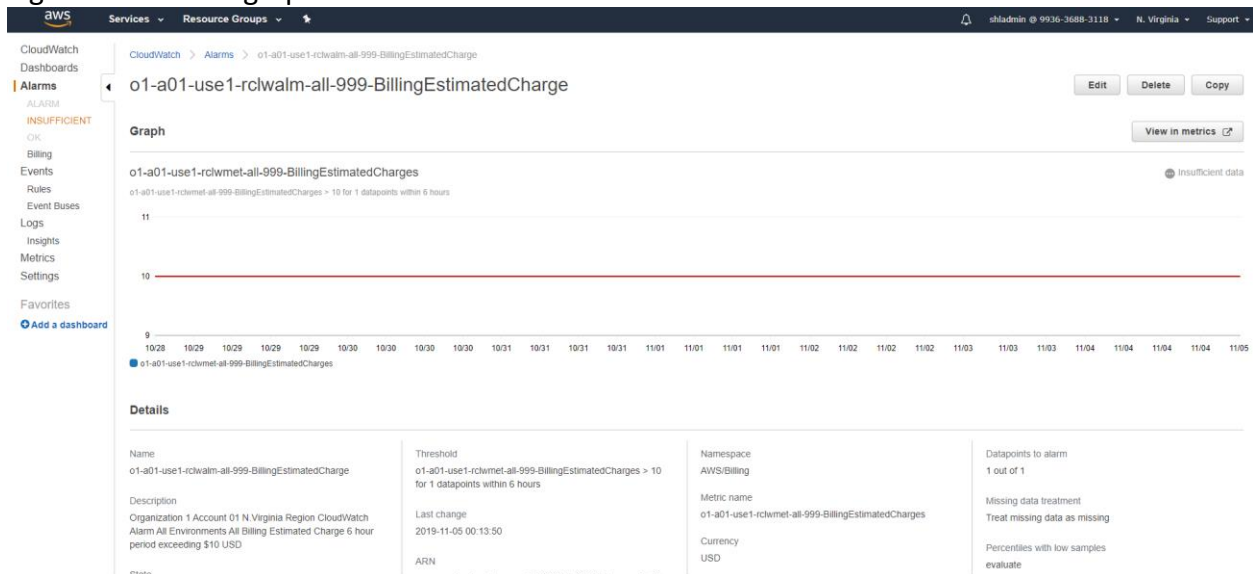 aws Services Resource Groups shladmin @ 9936-3688-3118 N. Virginia Support
CloudWatch
Dashboards
Alarms
ALARM
INSUFFICIENT
OK
Billing
Events
Rules
Event Buses
Logs
Insights
Metrics
Settings
Favorites
Add a dashboard
CloudWatch > Alarms > o1-a01-use1-rclwalm-all-999-BillingEstimatedCharge
o1-a01-use1-rclwalm-all-999-BillingEstimatedCharge
Edit Delete Copy
Graph
View in metrics
o1-a01-use1-rclwmet-all-999-BillingEstimatedCharges
Insufficient data
o1-a01-use1-rclwmet-all-999-BillingEstimatedCharges > 10 for 1 datapoints within 6 hours
11
10
9
10/28 10/29 10/29 10/29 10/29 10/30 10/30 10/30 10/30 10/31 10/31 10/31 10/31 11/01 11/01 11/01 11/01 11/02 11/02 11/02 11/02 11/03 11/03 11/03 11/04 11/04 11/04 11/04 11/05
o1-a01-use1-rclwmet-all-999-BillingEstimatedCharges
Details
Name
o1-a01-use1-rclwalm-all-999-BillingEstimatedCharge
Description
Organization 1 Account 01 N.Virginia Region CloudWatch
Alarm All Environments All Billing Estimated Charge 6 hour
period exceeding $10 USD
Threshold
o1-a01-use1-rclwmet-all-999-BillingEstimatedCharges > 10
for 1 datapoints within 6 hours
Last change
2019-11-05 00:13:50
ARN
Namespace
AWS/Billing
Metric name
o1-a01-use1-rclwmet-all-999-BillingEstimatedCharges
Currency
USD
Datapoints to alarm
1 out of 1
Missing data treatment
Treat missing data as missing
Percentiles with low samples
evaluate